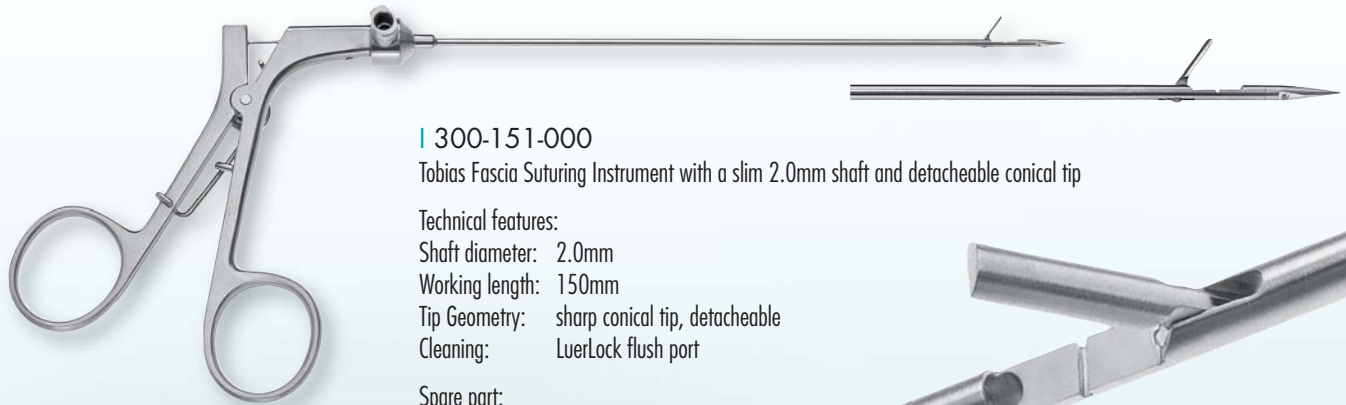 300-151-000
Tobias Fascia Suturing Instrument with a slim 2.0mm shaft and detacheable conical tip
Technical features:
Shaft diameter: 2.0mm
Working length: 150mm
Tip Geometry: sharp conical tip, detacheable
Cleaning: LuerLock flush port
Spare part: